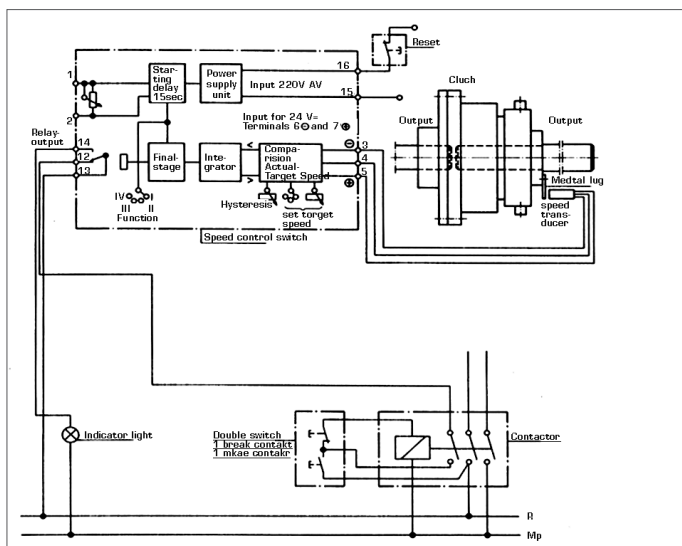 Reset
1
Star-
ting
delay
15sec
Power
supply
unit
16
Input 220V AV
15
2
Cluch
Output
Output
Input for 24 V=
Terminals 6⊖and 7⊕
Relay-
output
14
12
13
Final-
stage
Inte-
grator
<
>
Compa-
rision
Actual-
Target Speed
⊖
3
4
5
⊕
Medtal lug
speed
trans-
ducer
IV I
III II
Function
Hysteresis
set torget
speed
Speed control switch
Indicator light
Double switch
1 break contakt
1 mkae contakr
Contactor
R
Mp